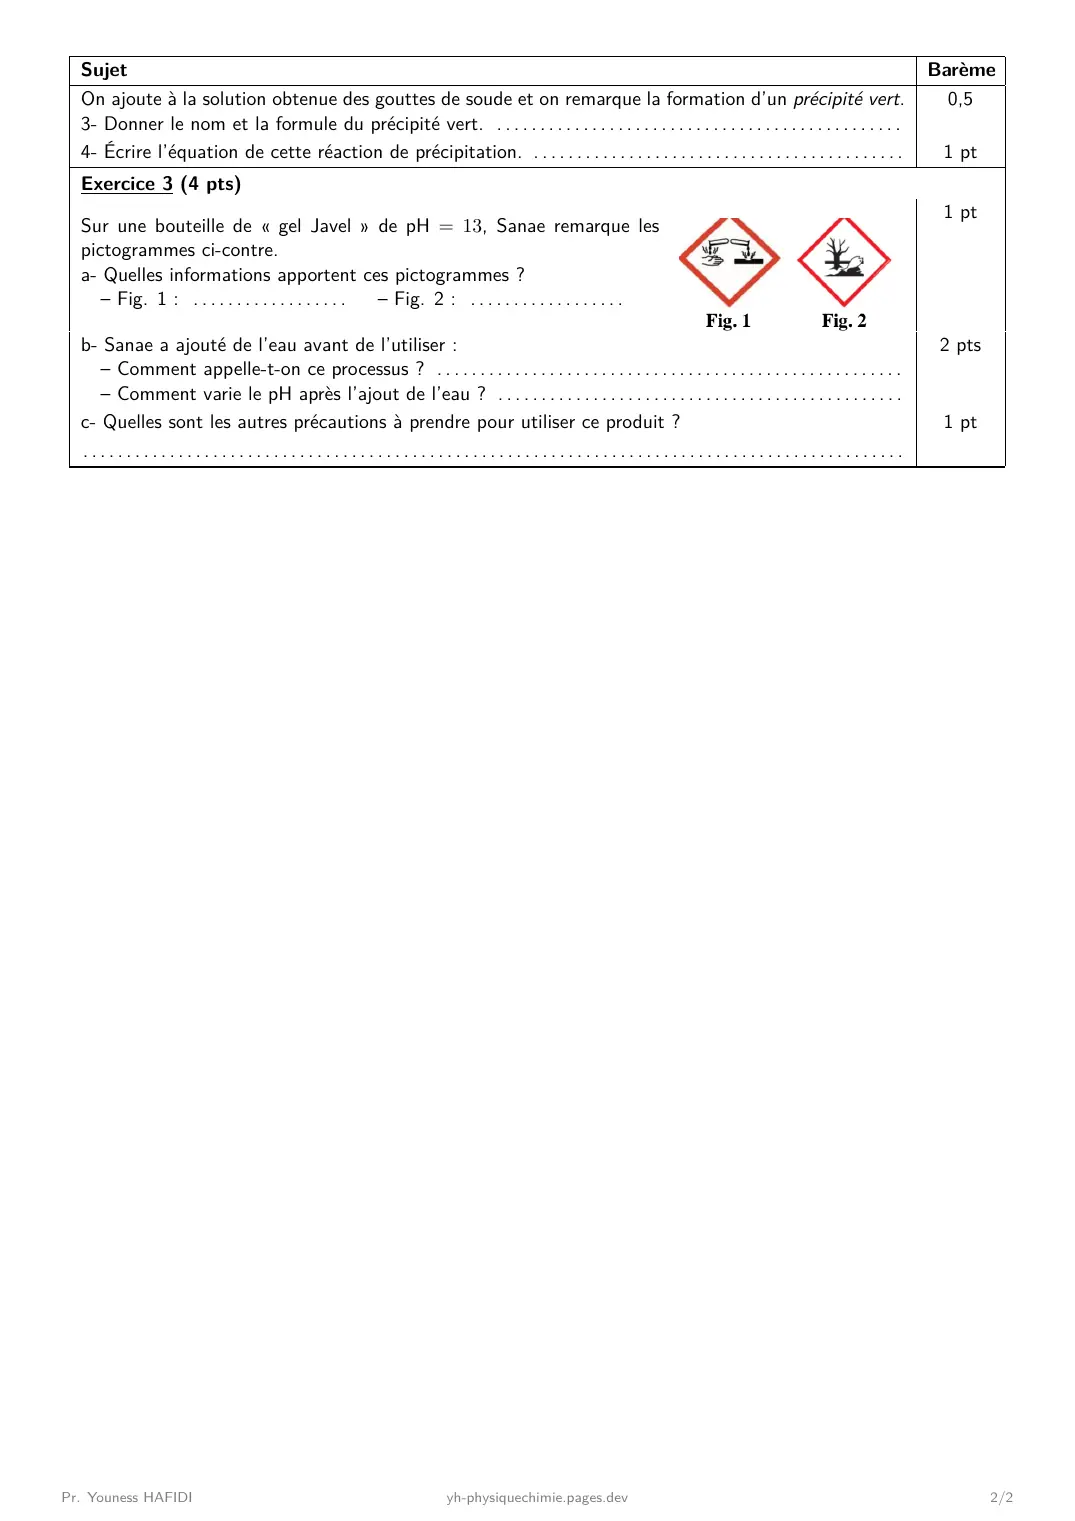 Sujet Barème
On ajoute à la solution obtenue des gouttes de soude et on remarque la formation d'un précipité vert. 0,5
3- Donner le nom et la formule du précipité vert. ...............................................
4- Écrire l'équation de cette réaction de précipitation. ........................................... 1 pt
Exercice 3 (4 pts)
1 pt
Sur une bouteille de « gel Javel » de pH = 13, Sanae remarque les
pictogrammes ci-contre.
a- Quelles informations apportent ces pictogrammes ?
– Fig. 1 : .................. – Fig. 2 : ..................
Fig. 1 Fig. 2
b- Sanae a ajouté de l'eau avant de l'utiliser : 2 pts
– Comment appelle-t-on ce processus ? ......................................................
– Comment varie le pH après l'ajout de l'eau ? ...............................................
c- Quelles sont les autres précautions à prendre pour utiliser ce produit ? 1 pt
...............................................................................................
Pr. Youness HAFIDI yh-physiquechimie.pages.dev 2/2